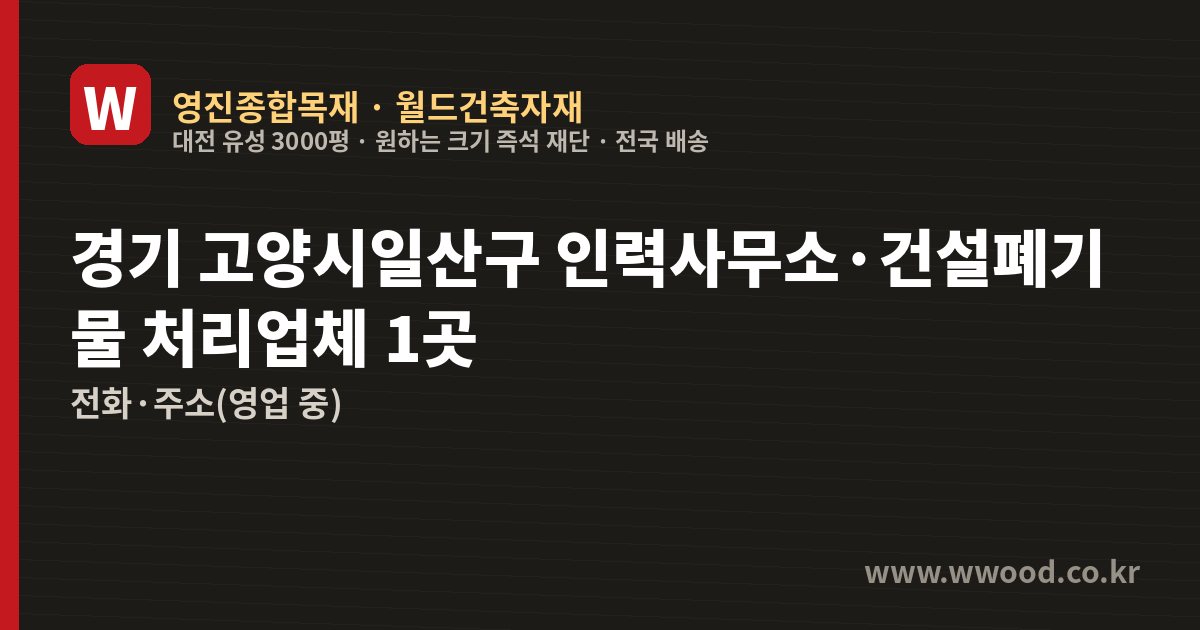 W
영진종합목재 · 월드건축자재
대전 유성 3000평 · 원하는 크기 즉석 재단 · 전국 배송
경기 고양시일산구 인력사무소·건설폐기
물 처리업체 1곳
전화·주소(영업 중)
www.wwood.co.kr